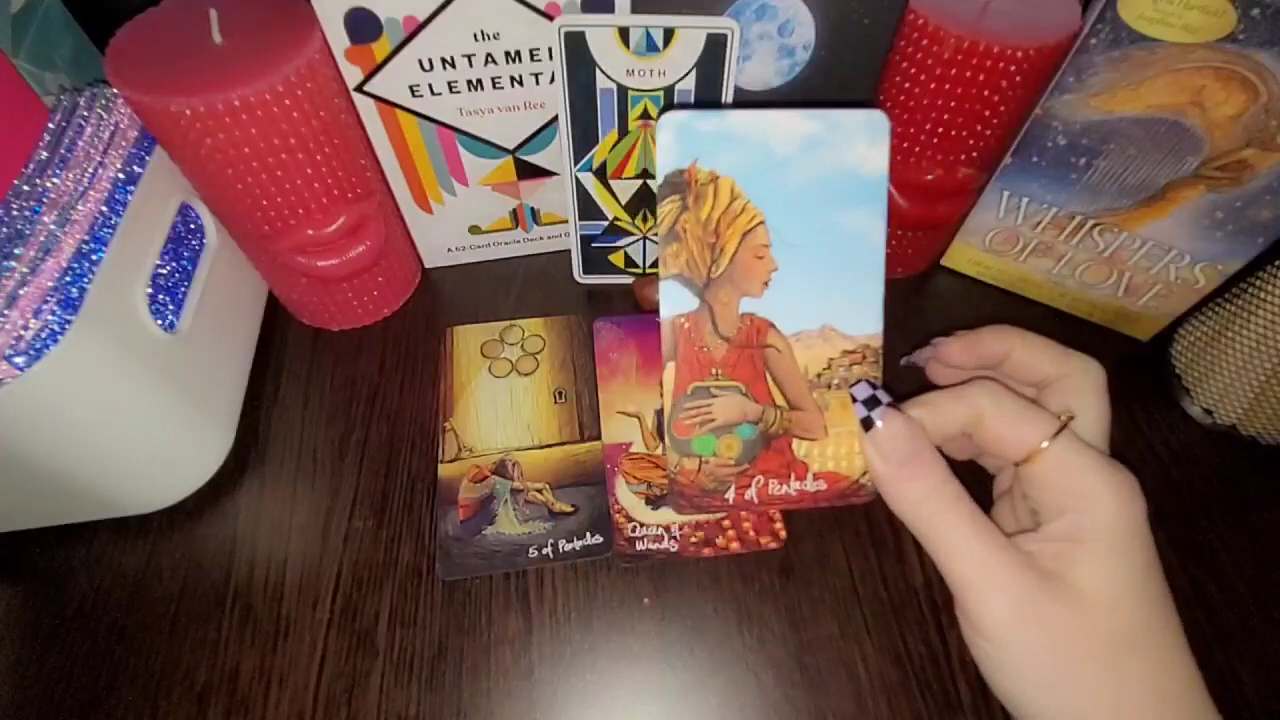 the
UNTAME
ELEMENTA
Tasya van Ree
A 52-Card Oracle Deck and G
MOTH
WHISPERS
OF LOVE
4 of Pentacles
5 of Pentacles
Queen of
Wands